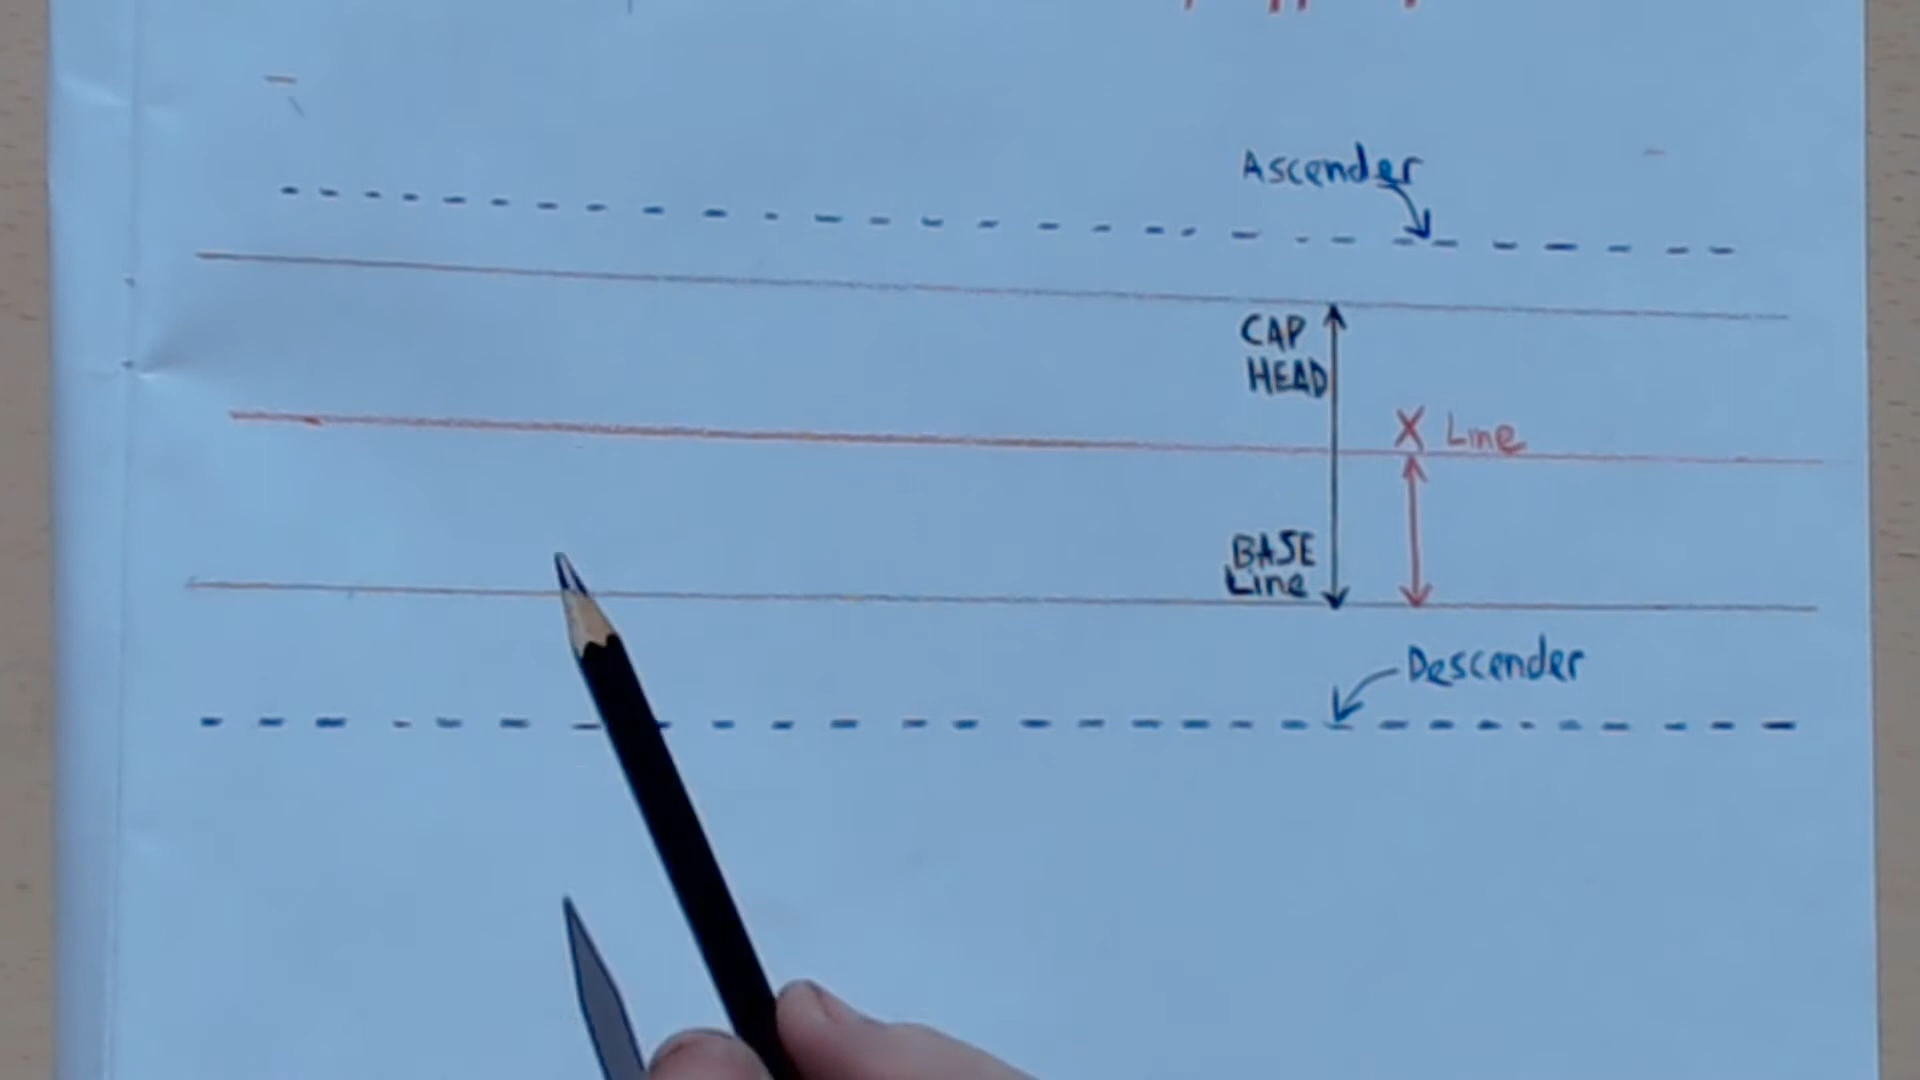 Ascender
CAP
HEAD
X Line
BASE
Line
Descender